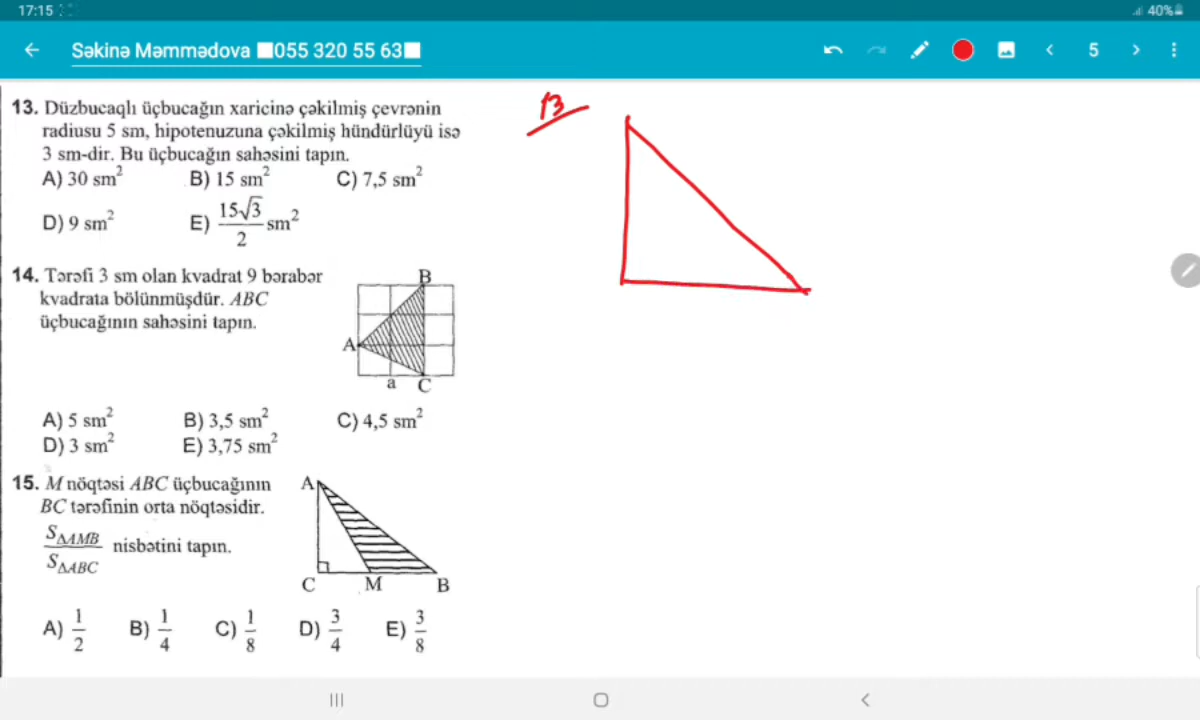 17:15
40%
Səkinə Məmmədova 055 320 55 63
5
13. Düzbucaqlı üçbucağın xaricinə çəkilmiş çevrənin
radiusu 5 sm, hipotenuzuna çəkilmiş hündürlüyü isə
3 sm-dir. Bu üçbucağın sahəsini tapın.
A) 30 sm² B) 15 sm² C) 7,5 sm²
D) 9 sm² E) 15√3/2 sm²
13
14. Tərəfi 3 sm olan kvadrat 9 bərabər
kvadrata bölünmüşdür. ABC
üçbucağının sahəsini tapın.
B
A
a C
A) 5 sm² B) 3,5 sm² C) 4,5 sm²
D) 3 sm² E) 3,75 sm²
15. M nöqtəsi ABC üçbucağının
BC tərəfinin orta nöqtəsidir.
S∆AMB/S∆ABC nisbətini tapın.
A
C M B
A) 1/2 B) 1/4 C) 1/8 D) 3/4 E) 3/8